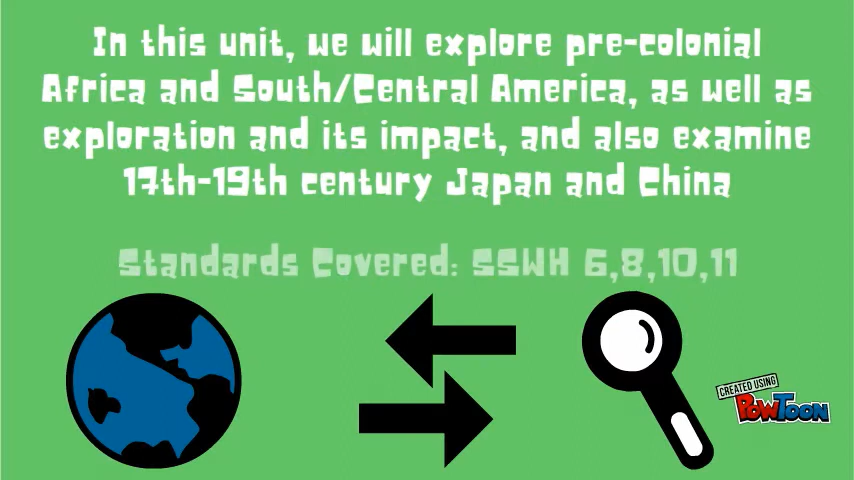 In this unit, we will explore pre-colonial
Africa and South/Central America, as well as
exploration and its impact, and also examine
17th-19th century Japan and China
Standards Covered: SSWH 6,8,10,11
CREATED USING
POWTOON